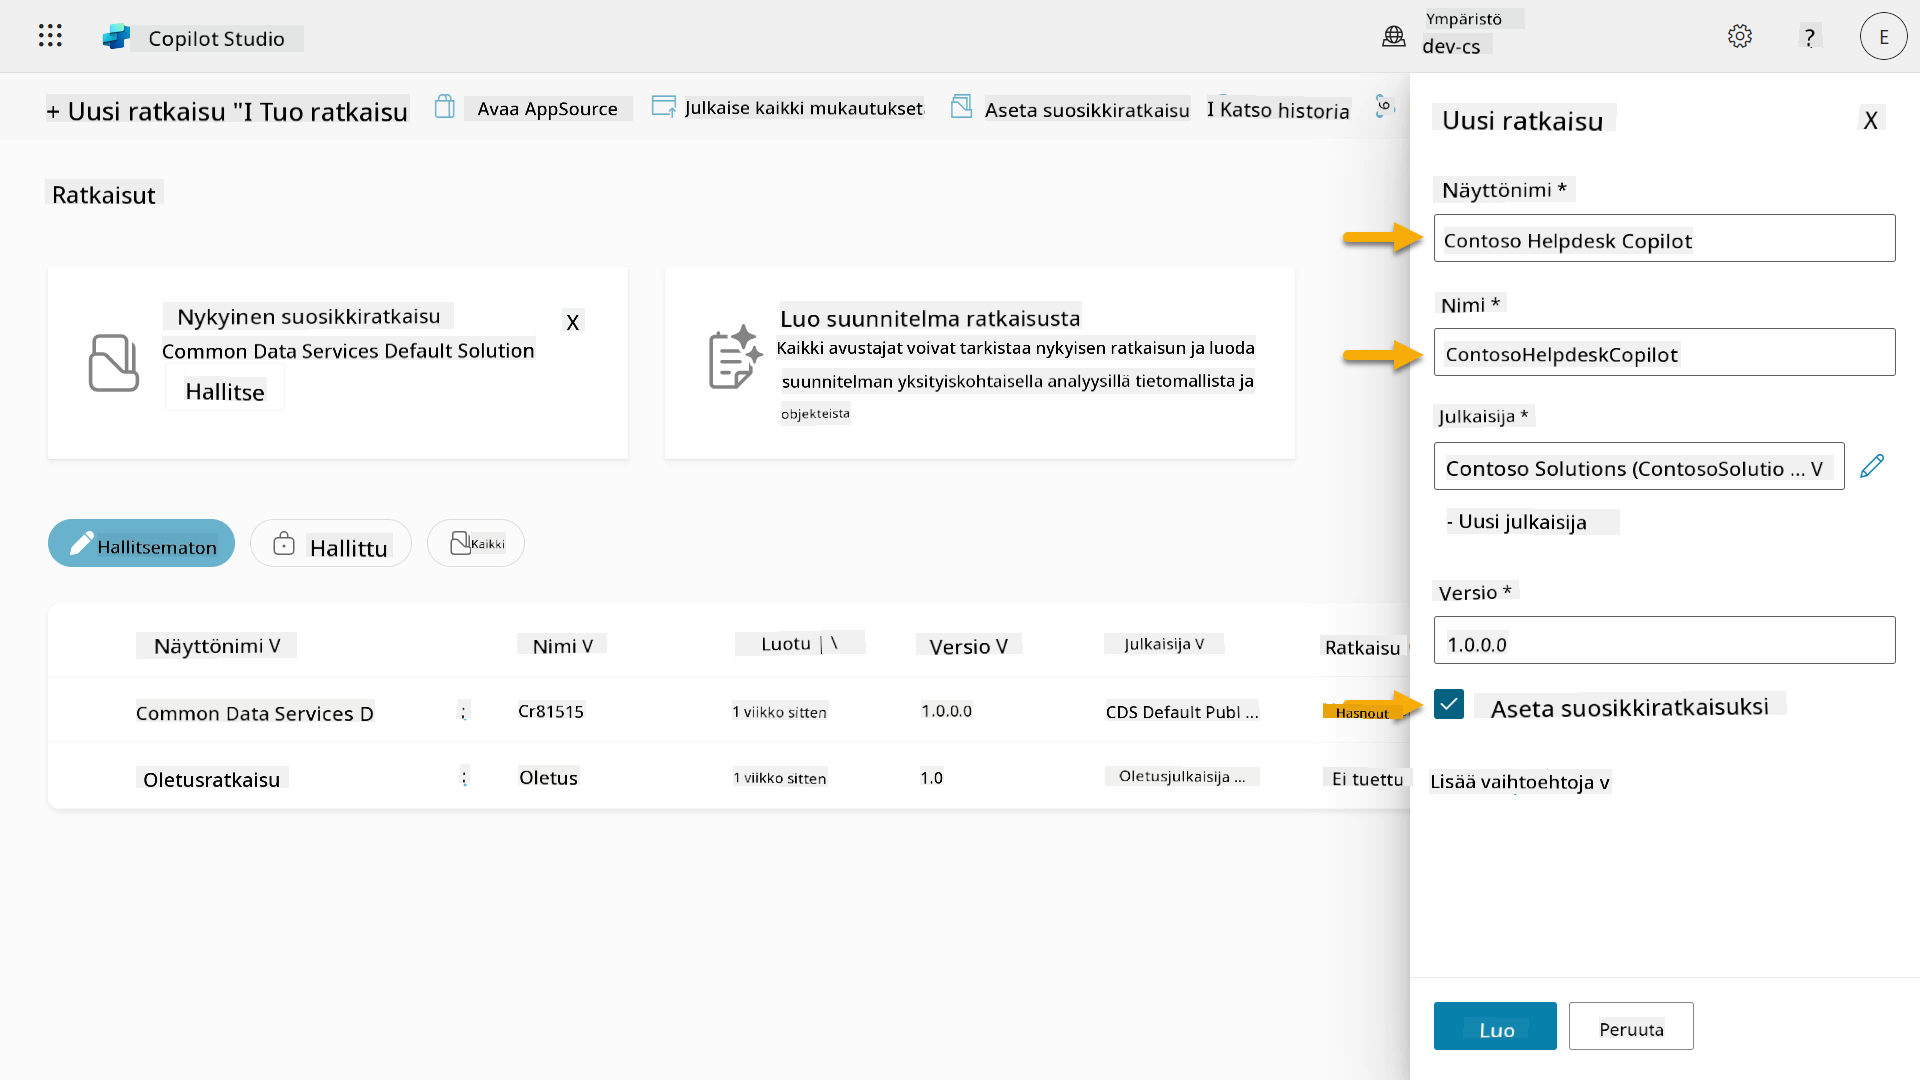 Copilot Studio
Ympäristö
dev-cs
?
E
+ Uusi ratkaisu "I Tuo ratkaisu
Avaa AppSource
Julkaise kaikki mukautukset
Aseta suosikkiratkaisu
I Katso historia
Ratkaisut
Nykyinen suosikkiratkaisu
X
Common Data Services Default Solution
Hallitse
Luo suunnitelma ratkaisusta
Kaikki avustajat voivat tarkistaa nykyisen ratkaisun ja luoda
suunnitelman yksityiskohtaisella analyysillä tietomallista ja
objekteista
Hallitsematon
Hallittu
Kaikki
Näyttönimi V
Nimi V
Luotu | \
Versio V
Julkaisija V
Ratkaisu
Common Data Services D
:
Cr81515
1 viikko sitten
1.0.0.0
CDS Default Publ ...
Hasnout
Oletusratkaisu
:
Oletus
1 viikko sitten
1.0
Oletusjulkaisija ...
Ei tuettu
Uusi ratkaisu
X
Näyttönimi *
Contoso Helpdesk Copilot
Nimi *
ContosoHelpdeskCopilot
Julkaisija *
Contoso Solutions (ContosoSolutio ... V
- Uusi julkaisija
Versio *
1.0.0.0
Aseta suosikkiratkaisuksi
Lisää vaihtoehtoja v
Luo
Peruuta